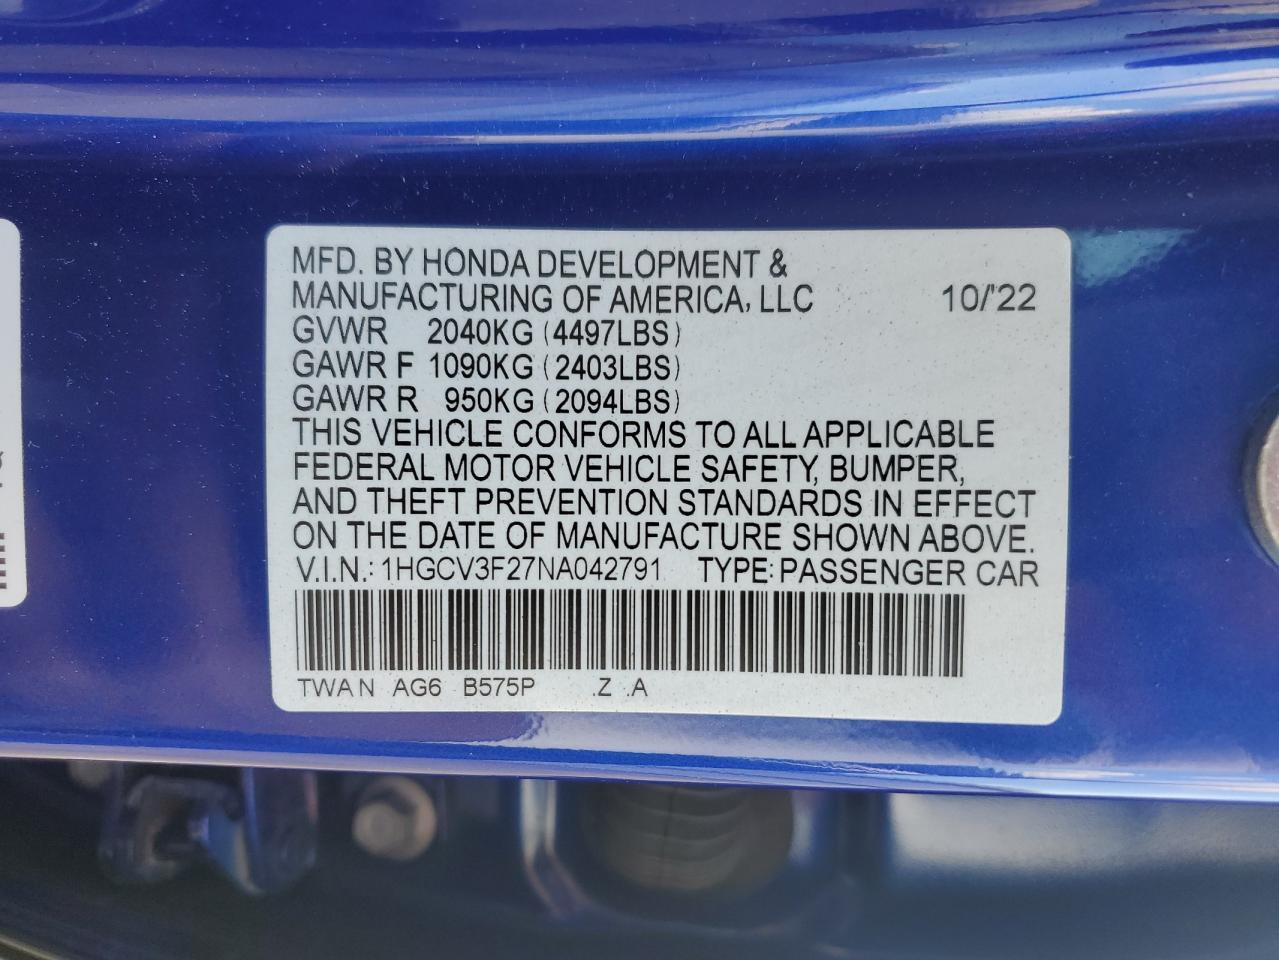 MFD. BY HONDA DEVELOPMENT &
MANUFACTURING OF AMERICA, LLC 10/'22
GVWR 2040KG (4497LBS)
GAWR F 1090KG (2403LBS)
GAWR R 950KG (2094LBS)
THIS VEHICLE CONFORMS TO ALL APPLICABLE
FEDERAL MOTOR VEHICLE SAFETY, BUMPER,
AND THEFT PREVENTION STANDARDS IN EFFECT
ON THE DATE OF MANUFACTURE SHOWN ABOVE.
V.I.N.: 1HGCV3F27NA042791 TYPE: PASSENGER CAR
TWAN AG6 B575P .Z .A